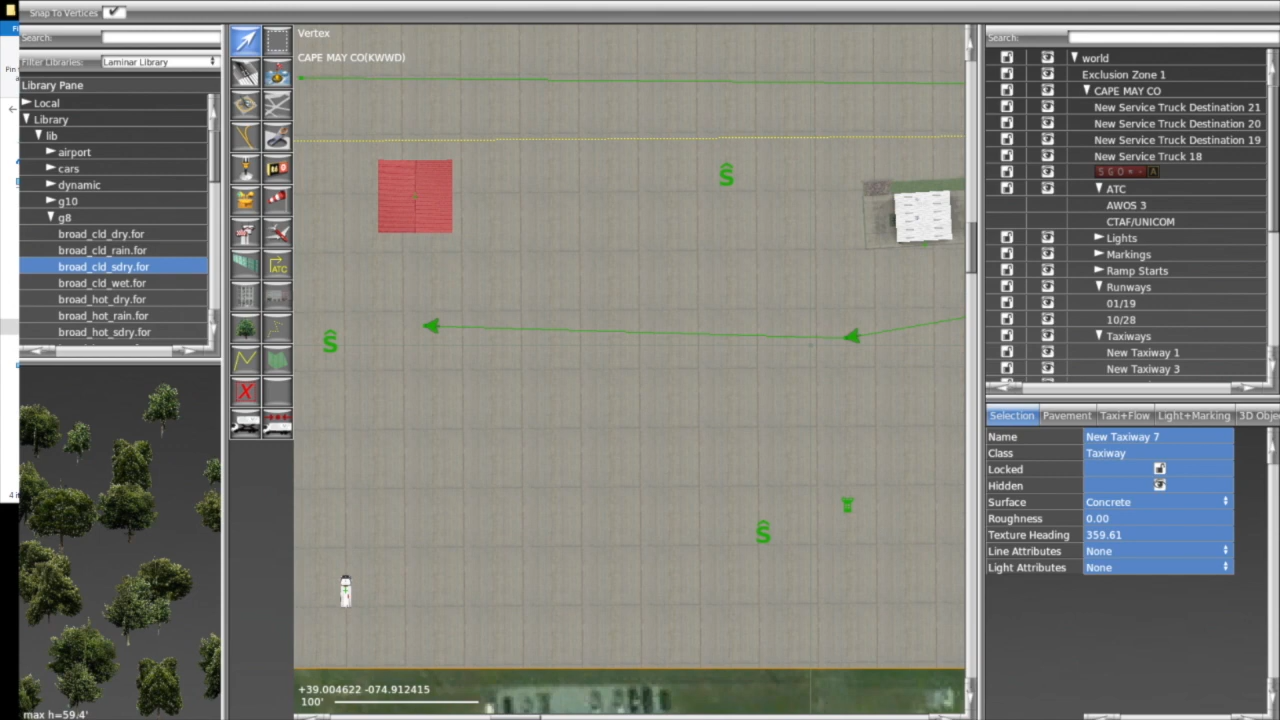 Snap To Vertices
Search:
Filter Libraries: Laminar Library
Library Pane
Local
Library
lib
airport
cars
dynamic
g10
g8
broad_cld_dry.for
broad_cld_rain.for
broad_cld_sdry.for
broad_cld_wet.for
broad_hot_dry.for
broad_hot_rain.for
broad_hot_sdry.for
max h=59.4'
ATC
Vertex
CAPE MAY CO(KWWD)
S
S
S
+39.004622 -074.912415
100'
Search:
world
Exclusion Zone 1
CAPE MAY CO
New Service Truck Destination 21
New Service Truck Destination 20
New Service Truck Destination 19
New Service Truck 18
ATC
AWOS 3
CTAF/UNICOM
Lights
Markings
Ramp Starts
Runways
01/19
10/28
Taxiways
New Taxiway 1
New Taxiway 3
Selection Pavement Taxi+Flow Light+Marking 3D Obje
Name New Taxiway 7
Class Taxiway
Locked
Hidden
Surface Concrete
Roughness 0.00
Texture Heading 359.61
Line Attributes None
Light Attributes None